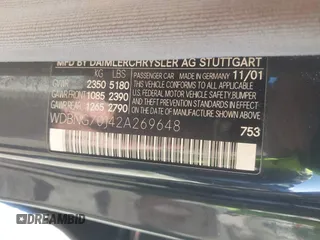 MFD BY DAIMLERCHRYSLER AG STUTTGART
KG LBS PASSENGER CAR MADE IN GERMANY 11/01
GVWR 2350 5180
GAWR FRONT 1085 2390
GAWR REAR 1265 2790
THIS VEHICLE CONFORMS TO ALL APPLICABLE
U.S. FEDERAL MOTOR VEHICLE SAFETY, BUMPER
AND THEFT PREVENTION STANDARDS IN EFFECT
ON THE DATE OF MANUFACTURE SHOWN ABOVE.
WDBNG70J42A269648
753
DREAMBID